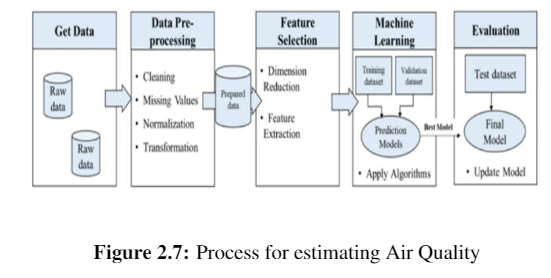 Get Data
Raw
data
Raw
data
Data Pre-
processing
• Cleaning
• Missing Values
• Normalization
• Transformation
Prepared
data
Feature
Selection
• Dimension
Reduction
• Feature
Extraction
Machine
Learning
Training
dataset
Validation
dataset
Prediction
Models
• Apply Algorithms
Best Model
Evaluation
Test dataset
Final
Model
• Update Model
Figure 2.7: Process for estimating Air Quality